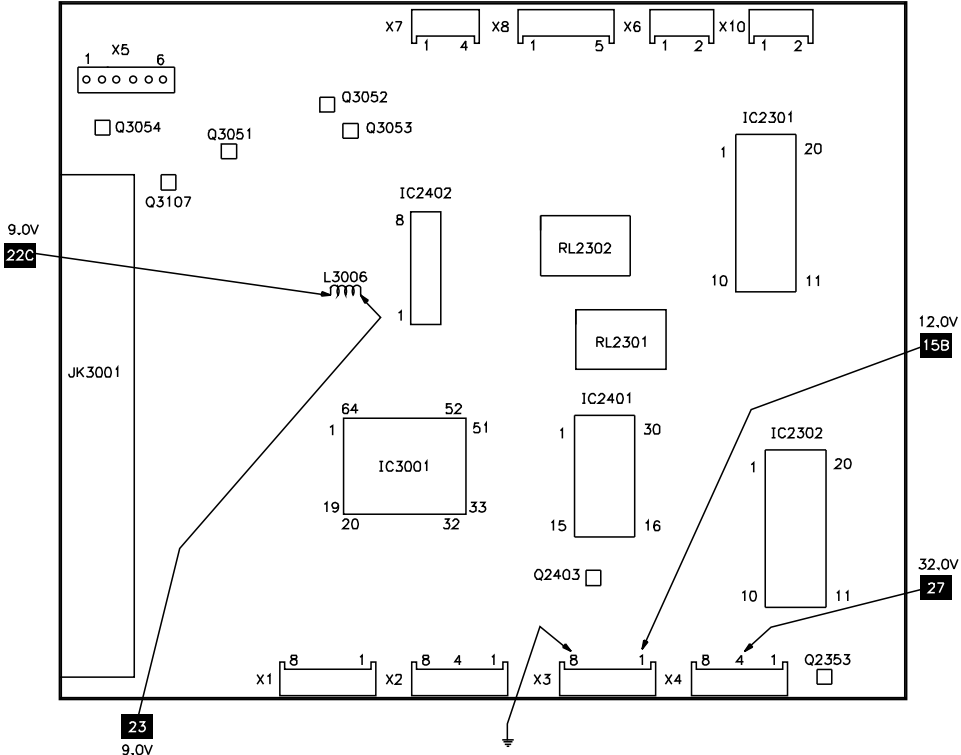 X7 X8 X6 X10
1 4 1 5 1 2 1 2
X5
1 6
Q3052
Q3054 Q3053
Q3051
IC2301
1 20
Q3107
IC2402
8
9.0V
22C
RL2302
L3006
10 11
1
12.0V
15B
RL2301
JK3001
IC2401
64 52
1 51
1 30
IC2302
1 20
IC3001
19 33
20 32
15 16
32.0V
27
Q2403
10 11
8 1 8 4 1 8 1 8 4 1
Q2353
X1 X2 X3 X4
23
9.0V